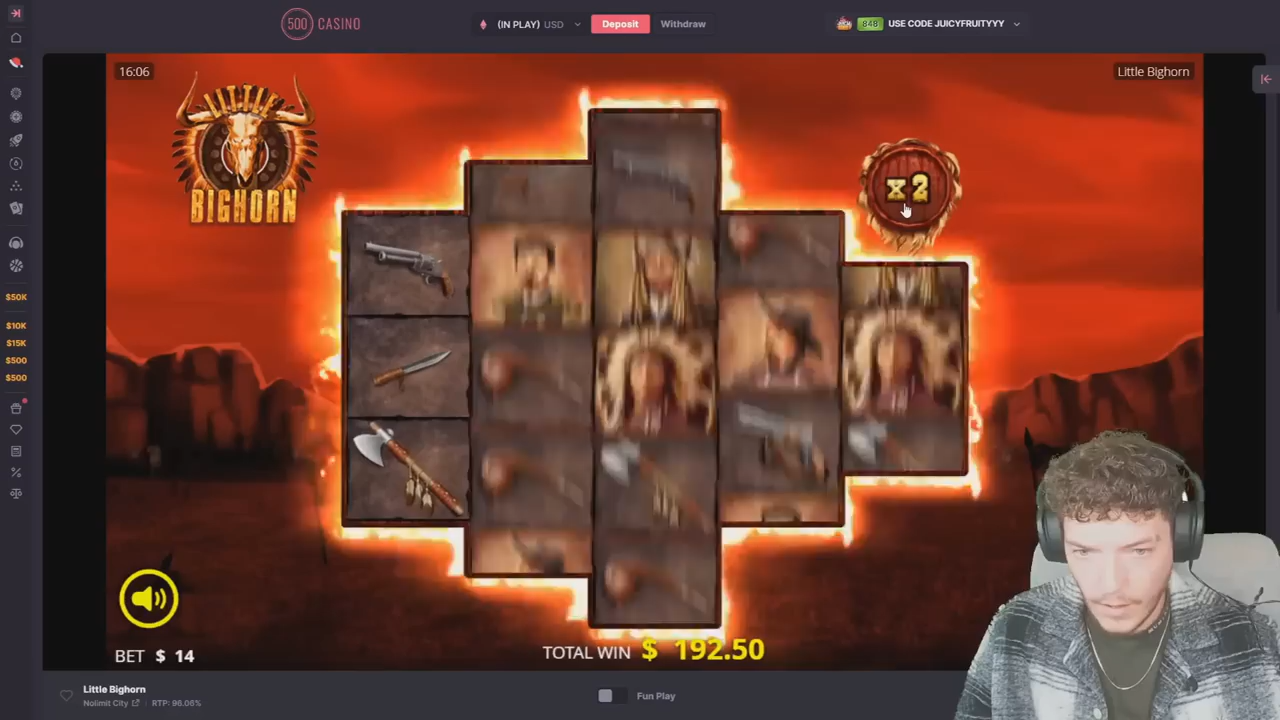 500 CASINO
(IN PLAY) USD
Deposit
Withdraw
848
USE CODE JUICYFRUITYYY
16:06
Little Bighorn
LITTLE
BIGHORN
x2
$50K
$10K
$15K
$500
$500
BET $ 14
TOTAL WIN $ 192.50
Little Bighorn
Nolimit City
RTP: 96.06%
Fun Play